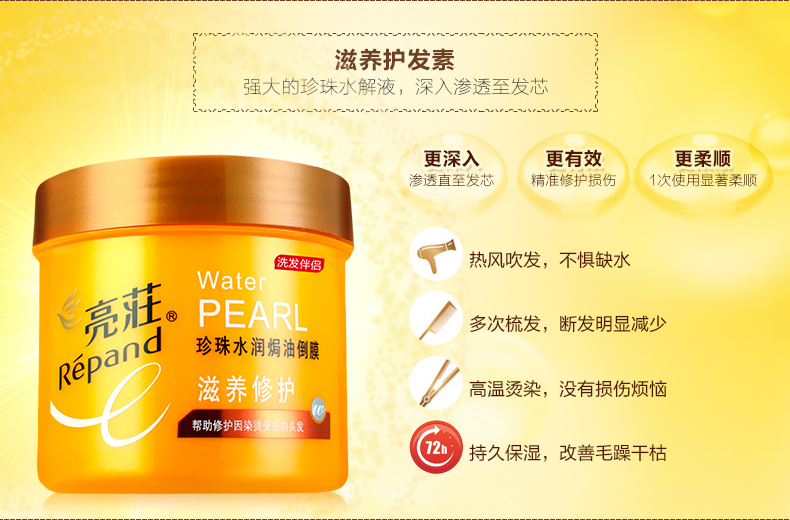 滋养护发素
强大的珍珠水解液，深入渗透至发芯
更深入
渗透直至发芯
更有效
精准修护损伤
更柔顺
1次使用显著柔顺
热风吹发，不惧缺水
多次梳发，断发明显减少
高温烫染，没有损伤烦恼
72h
持久保湿，改善毛躁干枯
洗发伴侣
Water
PEARL
亮莊®
Répand
珍珠水润焗油倒膜
滋养修护
帮助修护因染烫受损的头发